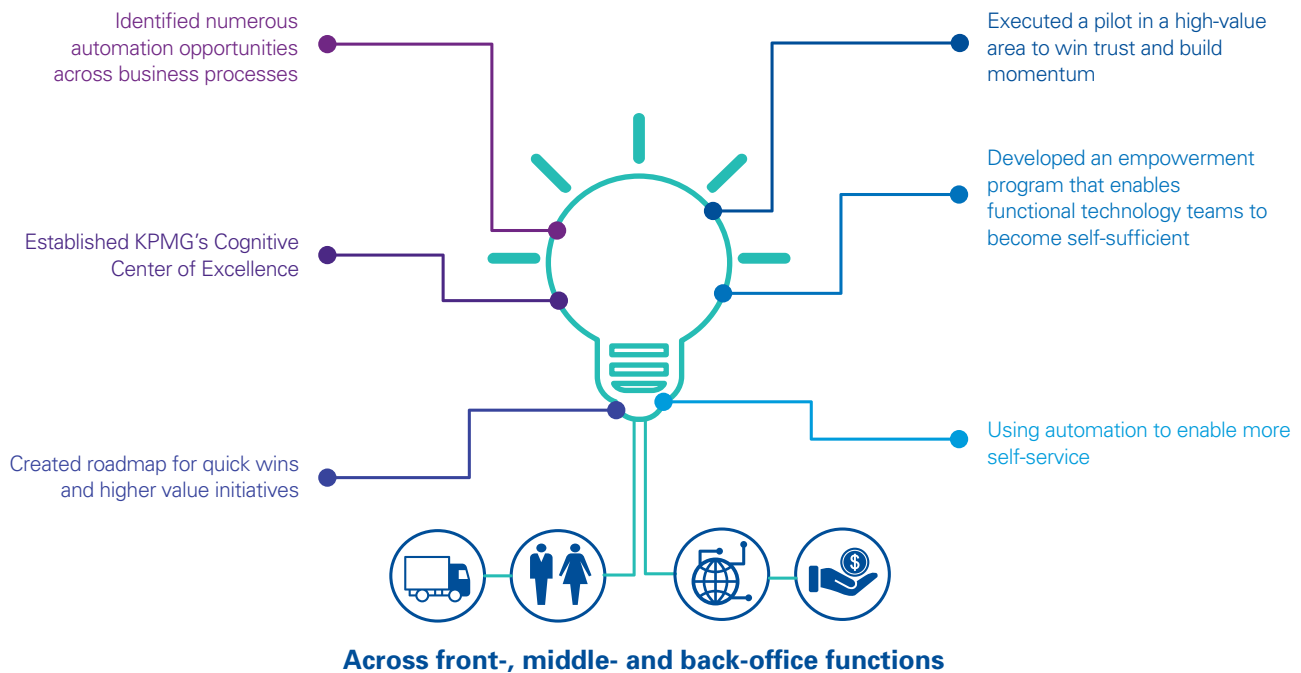 Identified numerous
automation opportunities
across business processes
Established KPMG's Cognitive
Center of Excellence
Created roadmap for quick wins
and higher value initiatives
Executed a pilot in a high-value
area to win trust and build
momentum
Developed an empowerment
program that enables
functional technology teams to
become self-sufficient
Using automation to enable more
self-service
$
Across front-, middle- and back-office functions